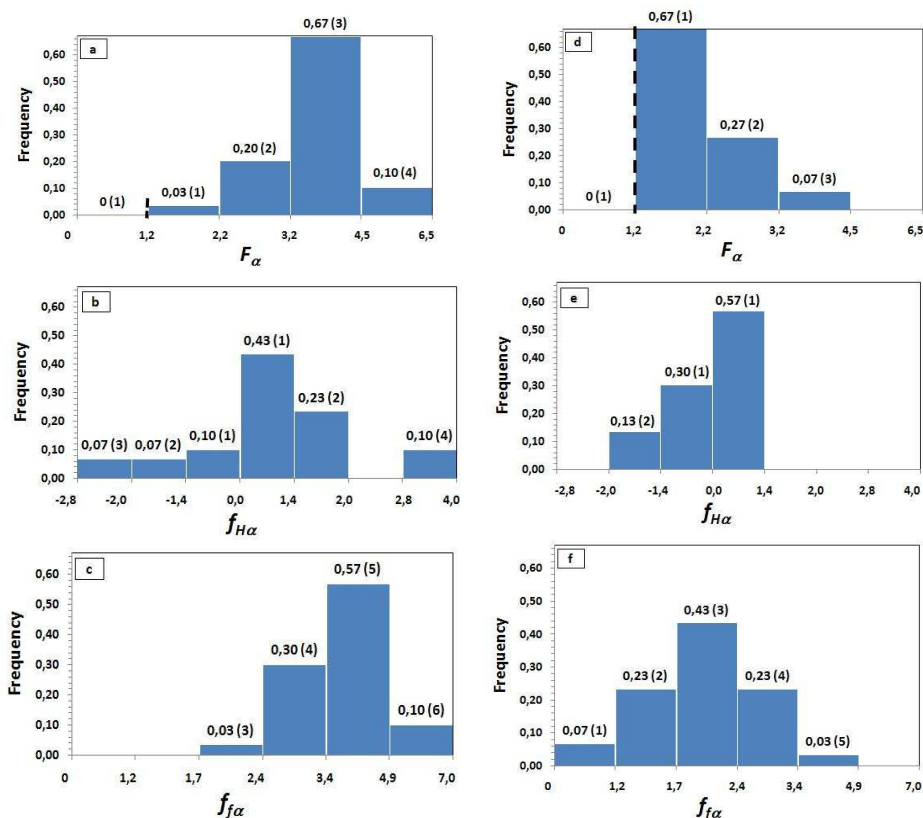 a
Frequency
0,60
0,50
0,40
0,30
0,20
0,10
0,00
0 (1)
0,03 (1)
0,20 (2)
0,67 (3)
0,10 (4)
0 1,2 2,2 3,2 4,5 6,5
Fα
d
Frequency
0,60
0,50
0,40
0,30
0,20
0,10
0,00
0 (1)
0,67 (1)
0,27 (2)
0,07 (3)
0 1,2 2,2 3,2 4,5 6,5
Fα
b
Frequency
0,60
0,50
0,40
0,30
0,20
0,10
0,00
0,07 (3)
0,07 (2)
0,10 (1)
0,43 (1)
0,23 (2)
0,10 (4)
-2,8 -2,0 -1,4 0,0 1,4 2,0 2,8 4,0
fHα
e
Frequency
0,60
0,50
0,40
0,30
0,20
0,10
0,00
0,13 (2)
0,30 (1)
0,57 (1)
-2,8 -2,0 -1,4 0,0 1,4 2,0 2,8 4,0
fHα
c
Frequency
0,60
0,50
0,40
0,30
0,20
0,10
0,00
0,03 (3)
0,30 (4)
0,57 (5)
0,10 (6)
0 1,2 1,7 2,4 3,4 4,9 7,0
ffα
f
Frequency
0,60
0,50
0,40
0,30
0,20
0,10
0,00
0,07 (1)
0,23 (2)
0,43 (3)
0,23 (4)
0,03 (5)
0 1,2 1,7 2,4 3,4 4,9 7,0
ffα